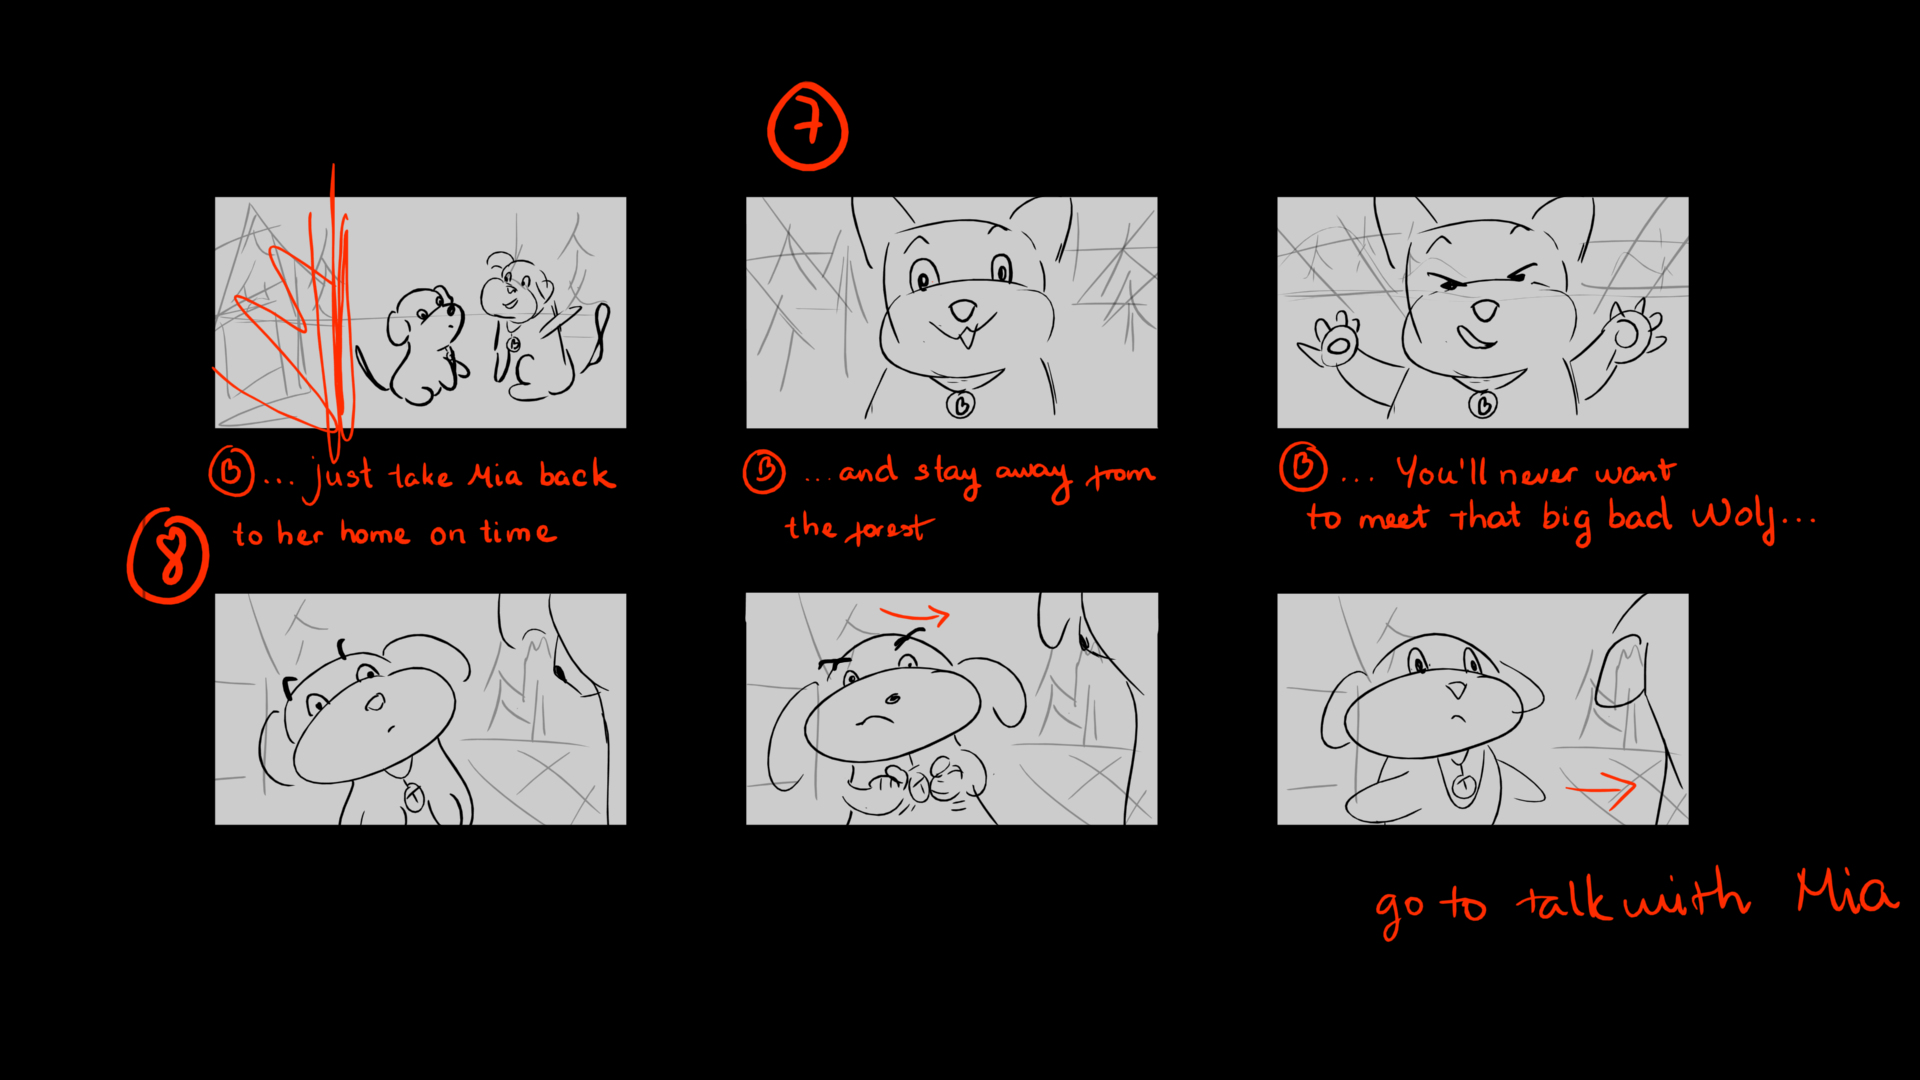 7
B ... just take Mia back
to her home on time
B ...and stay away from
the forest
B ... You'll never want
to meet that big bad Wolf...
8
B
B
B
T
T
T
go to talk with Mia